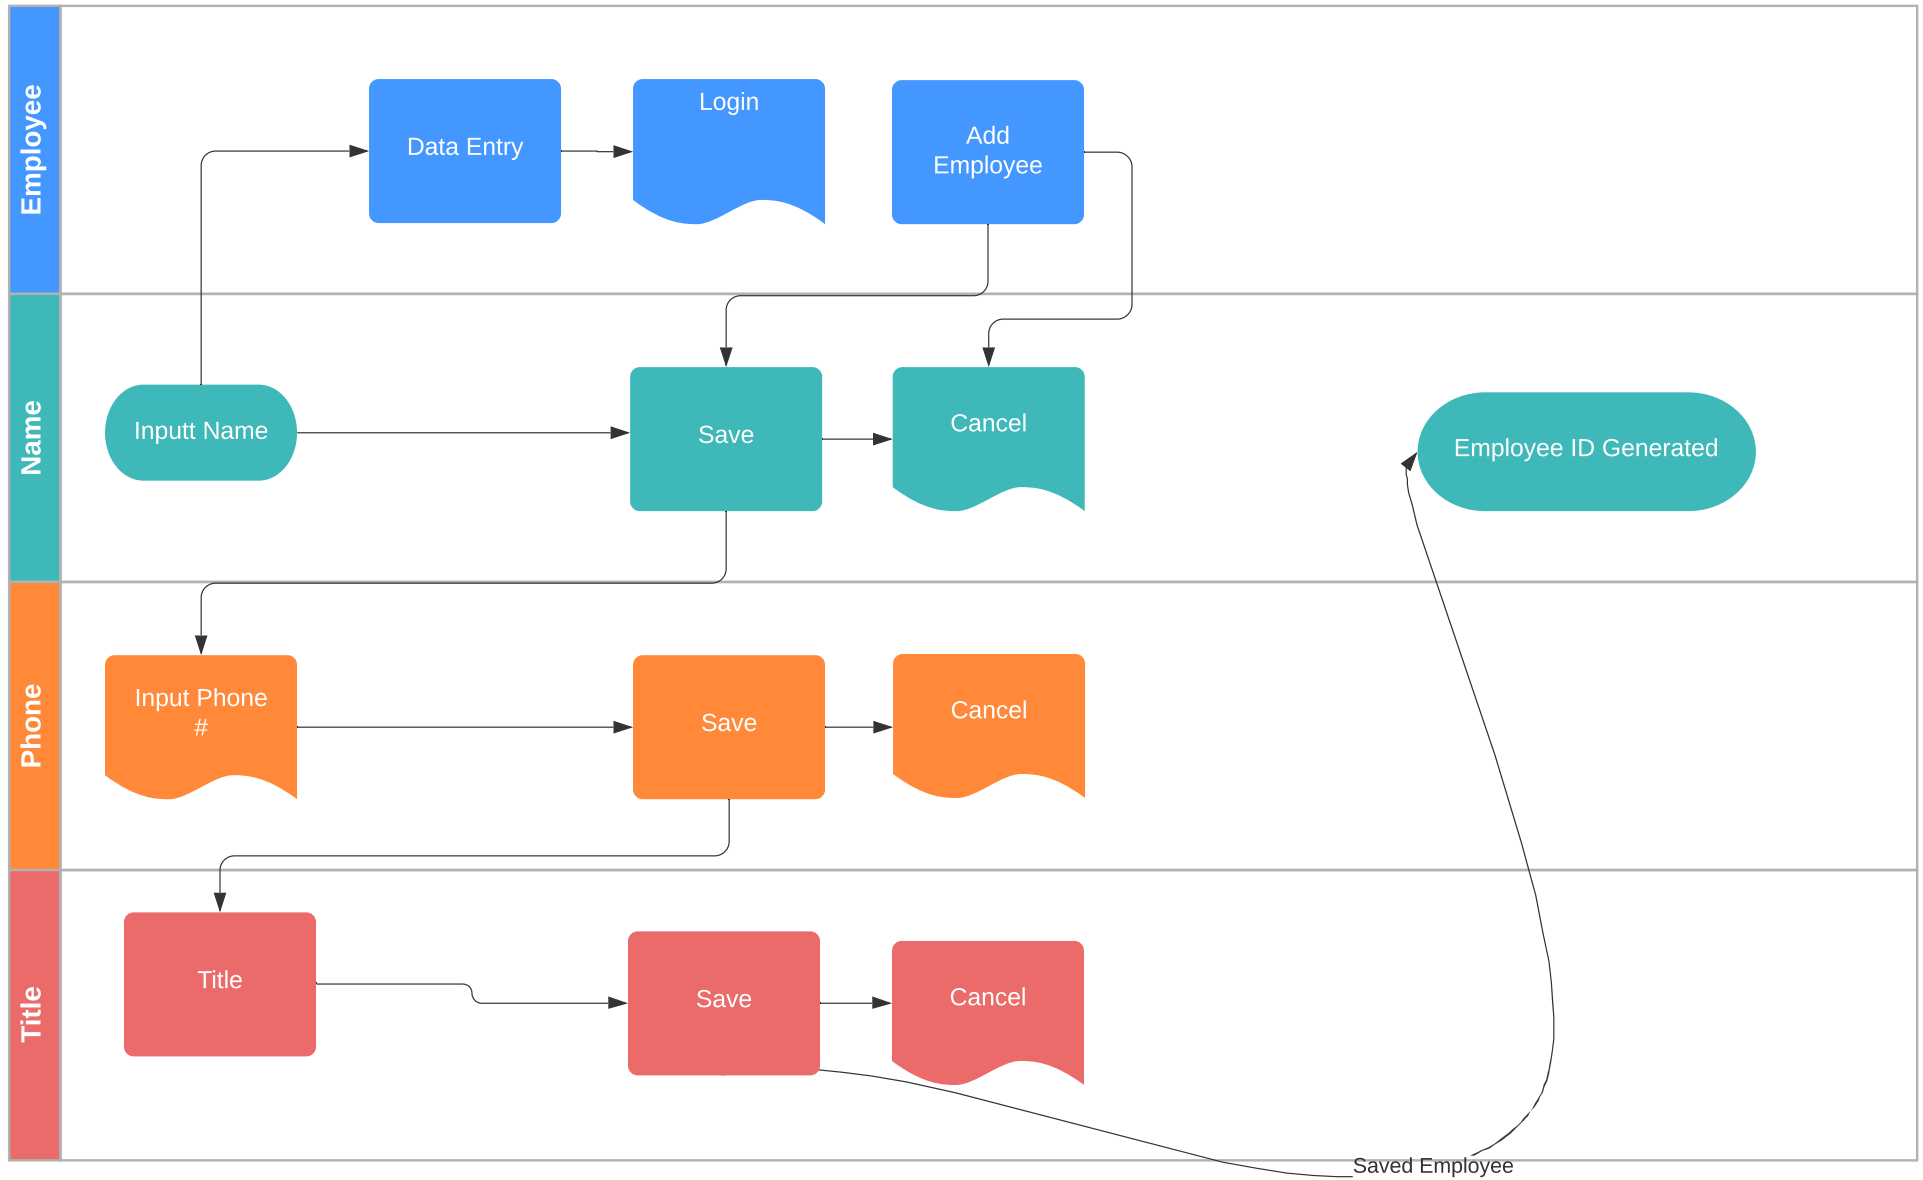 Employee
Data Entry
Login
Add
Employee
Name
Inputt Name
Save
Cancel
Employee ID Generated
Phone
Input Phone
#
Save
Cancel
Title
Title
Save
Cancel
Saved Employee